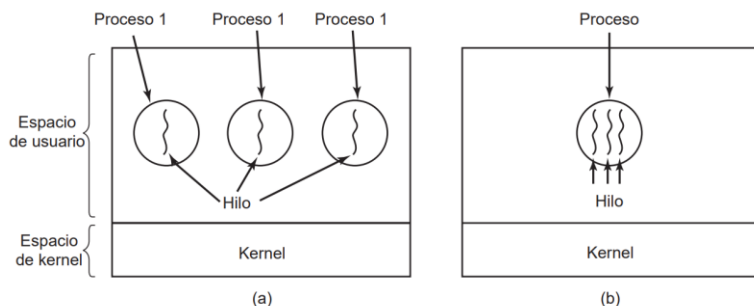 Proceso 1
Proceso 1
Proceso 1
Proceso
Espacio
de usuario
Hilo
Hilo
Espacio
de kernel
Kernel
Kernel
(a)
(b)